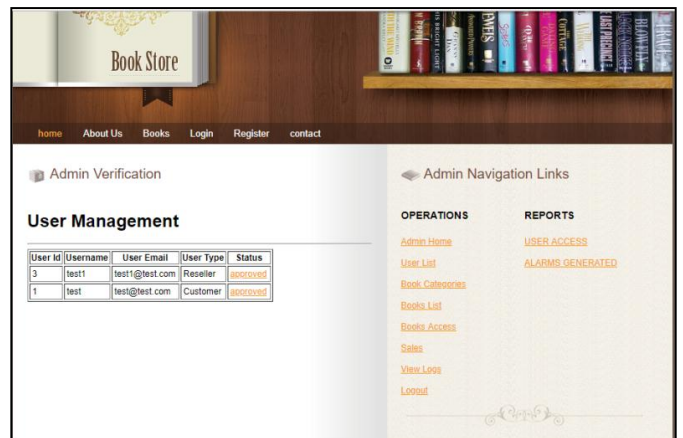 Book Store
home About Us Books Login Register contact
Admin Verification
User Management
User Id Username User Email User Type Status
3 test1 test1@test.com Reseller approved
1 test test@test.com Customer approved
Admin Navigation Links
OPERATIONS REPORTS
Admin Home USER ACCESS
User List ALARMS GENERATED
Book Categories
Books List
Books Access
Sales
View Logs
Logout